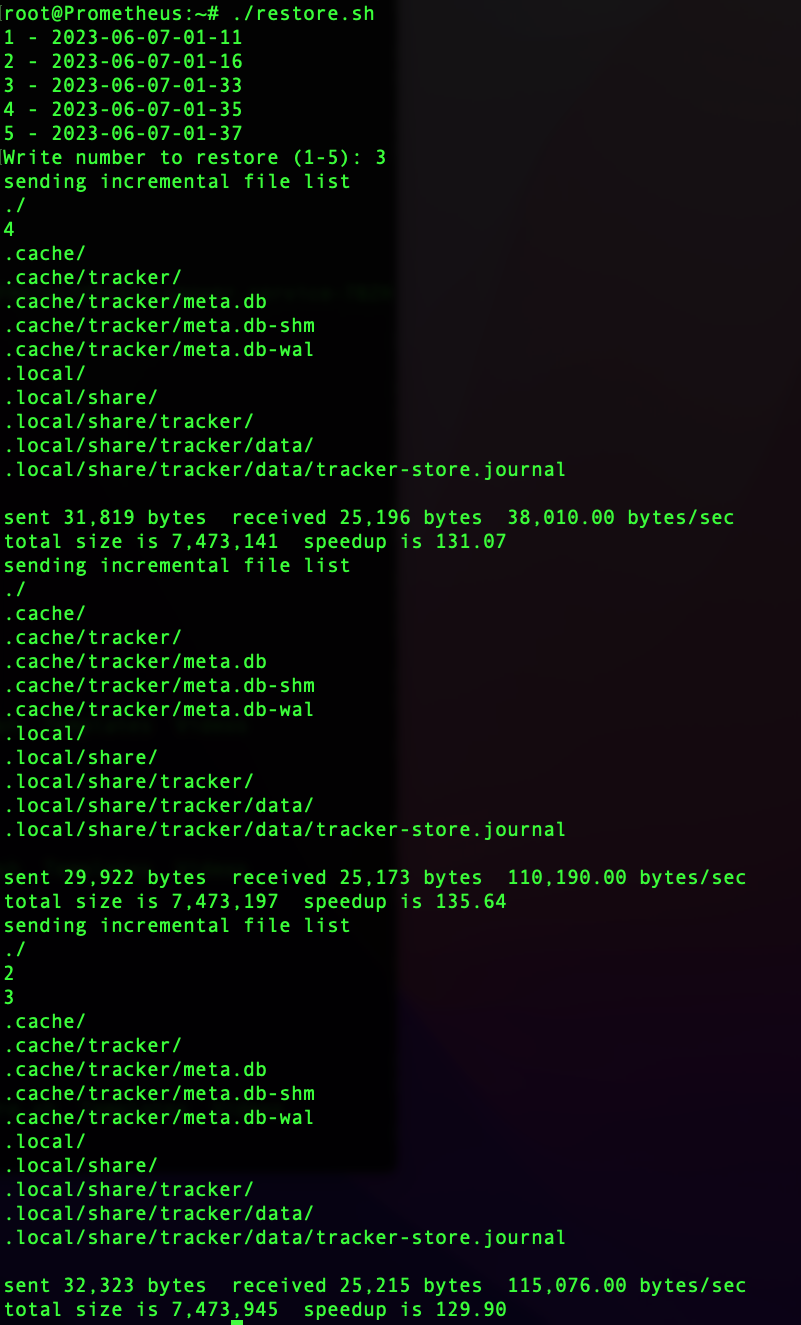 [root@Prometheus:~# ./restore.sh
1 - 2023-06-07-01-11
2 - 2023-06-07-01-16
3 - 2023-06-07-01-33
4 - 2023-06-07-01-35
5 - 2023-06-07-01-37
[Write number to restore (1-5): 3
sending incremental file list
./
4
.cache/
.cache/tracker/
.cache/tracker/meta.db
.cache/tracker/meta.db-shm
.cache/tracker/meta.db-wal
.local/
.local/share/
.local/share/tracker/
.local/share/tracker/data/
.local/share/tracker/data/tracker-store.journal
sent 31,819 bytes  received 25,196 bytes  38,010.00 bytes/sec
total size is 7,473,141  speedup is 131.07
sending incremental file list
./
.cache/
.cache/tracker/
.cache/tracker/meta.db
.cache/tracker/meta.db-shm
.cache/tracker/meta.db-wal
.local/
.local/share/
.local/share/tracker/
.local/share/tracker/data/
.local/share/tracker/data/tracker-store.journal
sent 29,922 bytes  received 25,173 bytes  110,190.00 bytes/sec
total size is 7,473,197  speedup is 135.64
sending incremental file list
./
2
3
.cache/
.cache/tracker/
.cache/tracker/meta.db
.cache/tracker/meta.db-shm
.cache/tracker/meta.db-wal
.local/
.local/share/
.local/share/tracker/
.local/share/tracker/data/
.local/share/tracker/data/tracker-store.journal
sent 32,323 bytes  received 25,215 bytes  115,076.00 bytes/sec
total size is 7,473,945  speedup is 129.90